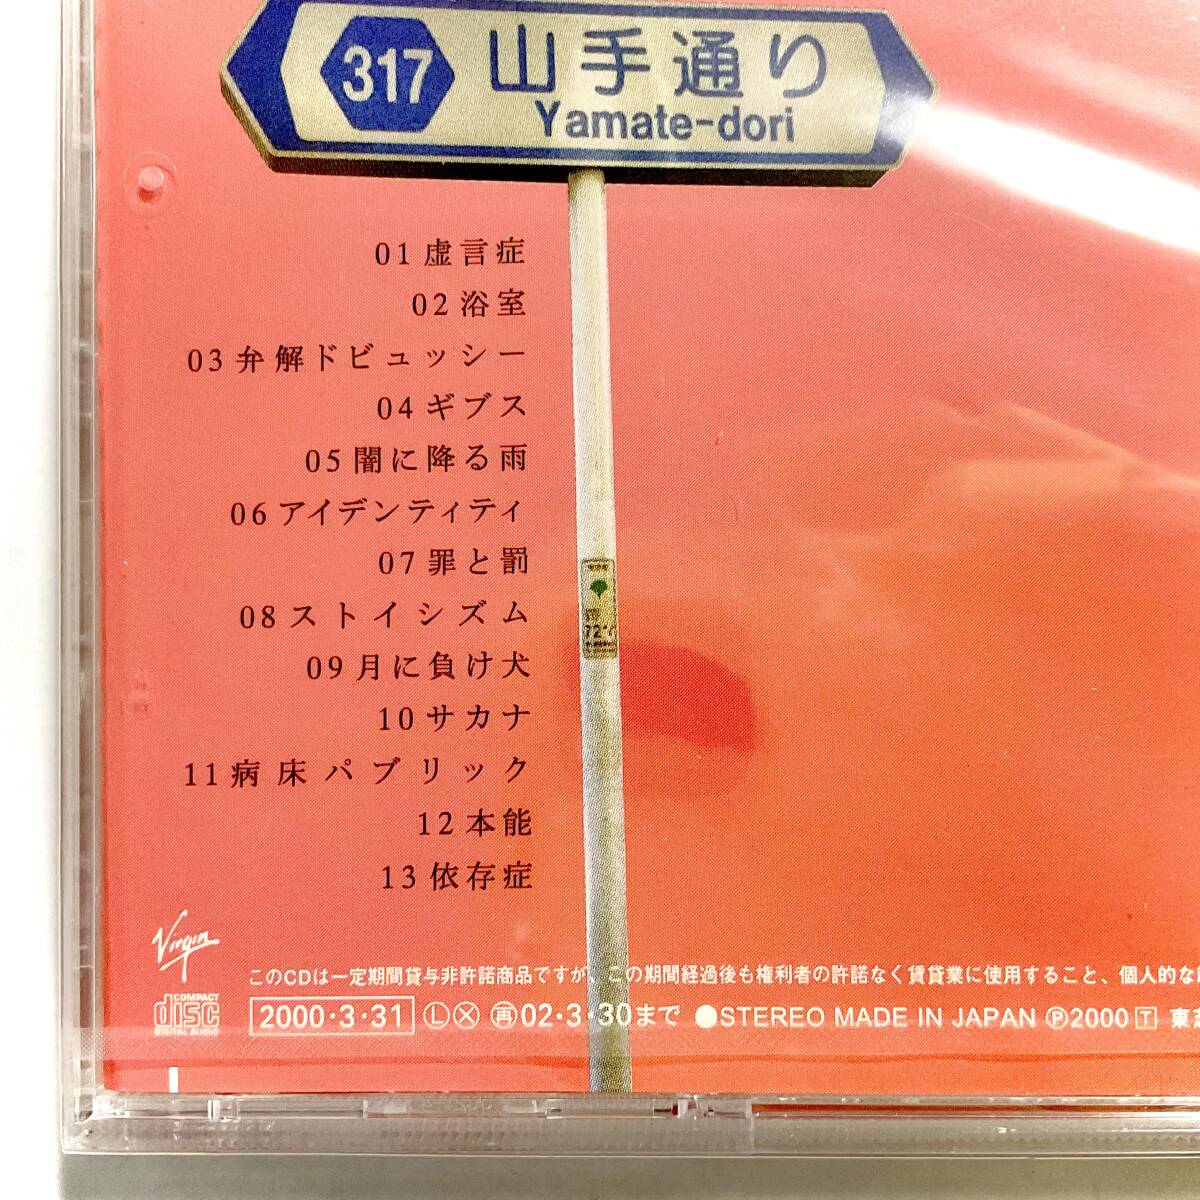 317 山手通り
Yamate-dori
01 虚言症
02 浴室
03 弁解ドビュッシー
04 ギブス
05 闇に降る雨
06 アイデンティティ
07 罪と罰
08 ストイシズム
09 月に負け犬
10 サカナ
11 病床パブリック
12 本能
13 依存症
Virgin
このCDは一定期間貸与非許諾商品ですが、この期間経過後も権利者の許諾なく賃貸業に使用すること、個人的な
COMPACT
disc
DIGITAL AUDIO
2000・3・31 Ⓛ Ⓧ ㊢02・3・30まで ●STEREO MADE IN JAPAN Ⓟ2000 🅃 東